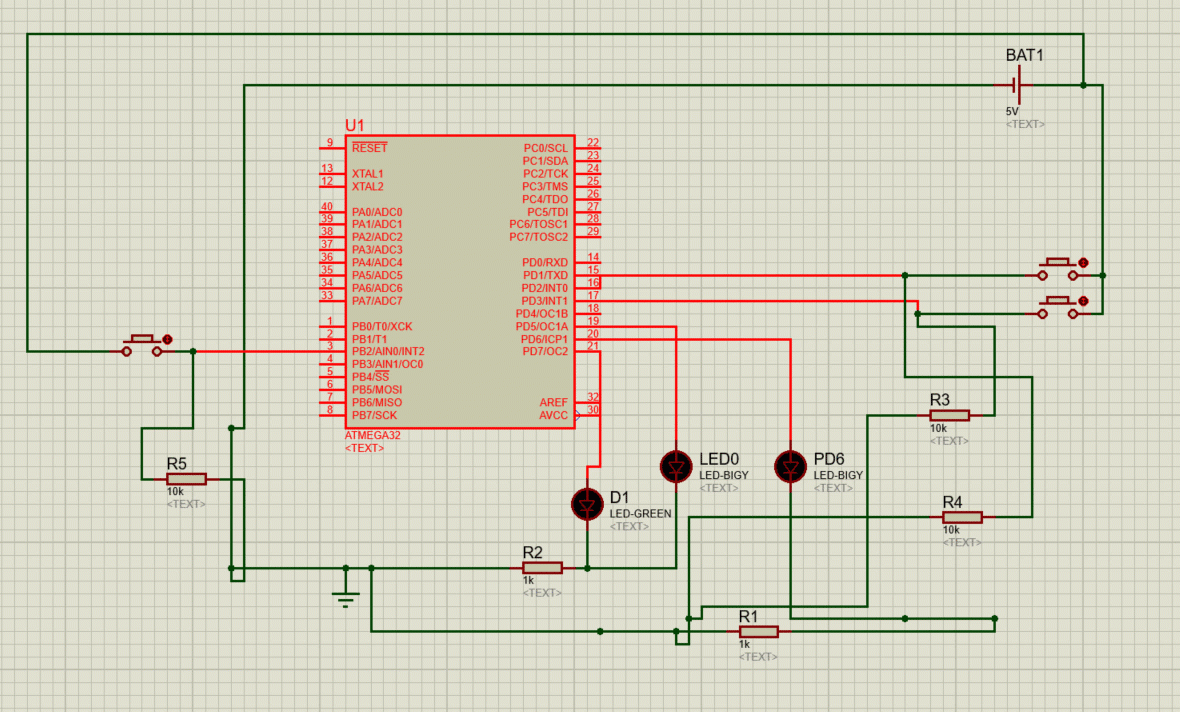 BAT1
5V
<TEXT>
U1
9 RESET PC0/SCL 22
PC1/SDA 23
13 XTAL1 PC2/TCK 24
12 XTAL2 PC3/TMS 25
PC4/TDO 26
40 PA0/ADC0 PC5/TDI 27
39 PA1/ADC1 PC6/TOSC1 28
38 PA2/ADC2 PC7/TOSC2 29
37 PA3/ADC3
36 PA4/ADC4 PD0/RXD 14
35 PA5/ADC5 PD1/TXD 15
34 PA6/ADC6 PD2/INT0 16
33 PA7/ADC7 PD3/INT1 17
PD4/OC1B 18
1 PB0/T0/XCK PD5/OC1A 19
2 PB1/T1 PD6/ICP1 20
3 PB2/AIN0/INT2 PD7/OC2 21
4 PB3/AIN1/OC0
5 PB4/SS
6 PB5/MOSI
7 PB6/MISO AREF 32
8 PB7/SCK AVCC 30
ATMEGA32
<TEXT>
R3
10k
<TEXT>
R5
10k
<TEXT>
LED0
LED-BIGY
<TEXT>
PD6
LED-BIGY
<TEXT>
D1
LED-GREEN
<TEXT>
R4
10k
<TEXT>
R2
1k
<TEXT>
R1
1k
<TEXT>